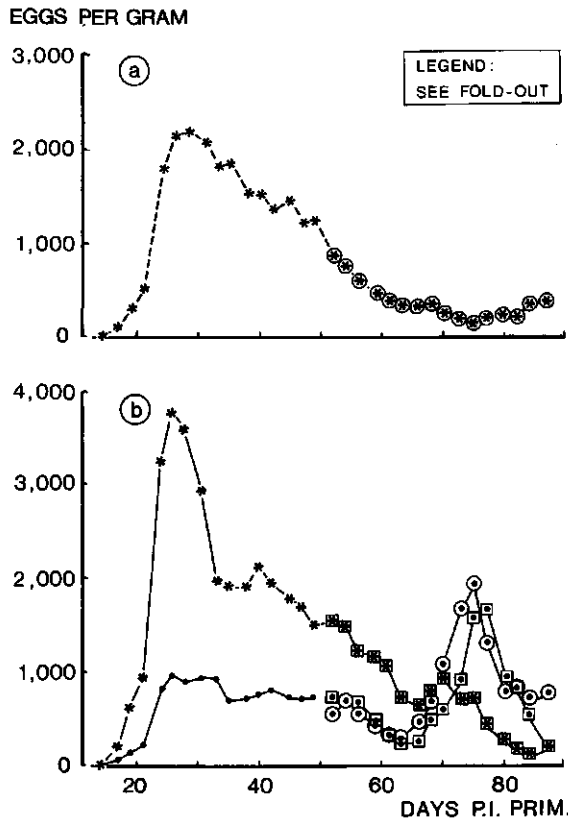 EGGS PER GRAM
3,000
a
LEGEND:
SEE FOLD-OUT
2,000
1,000
0
4,000
b
3,000
2,000
1,000
0
20 40 60 80
DAYS P.I. PRIM.